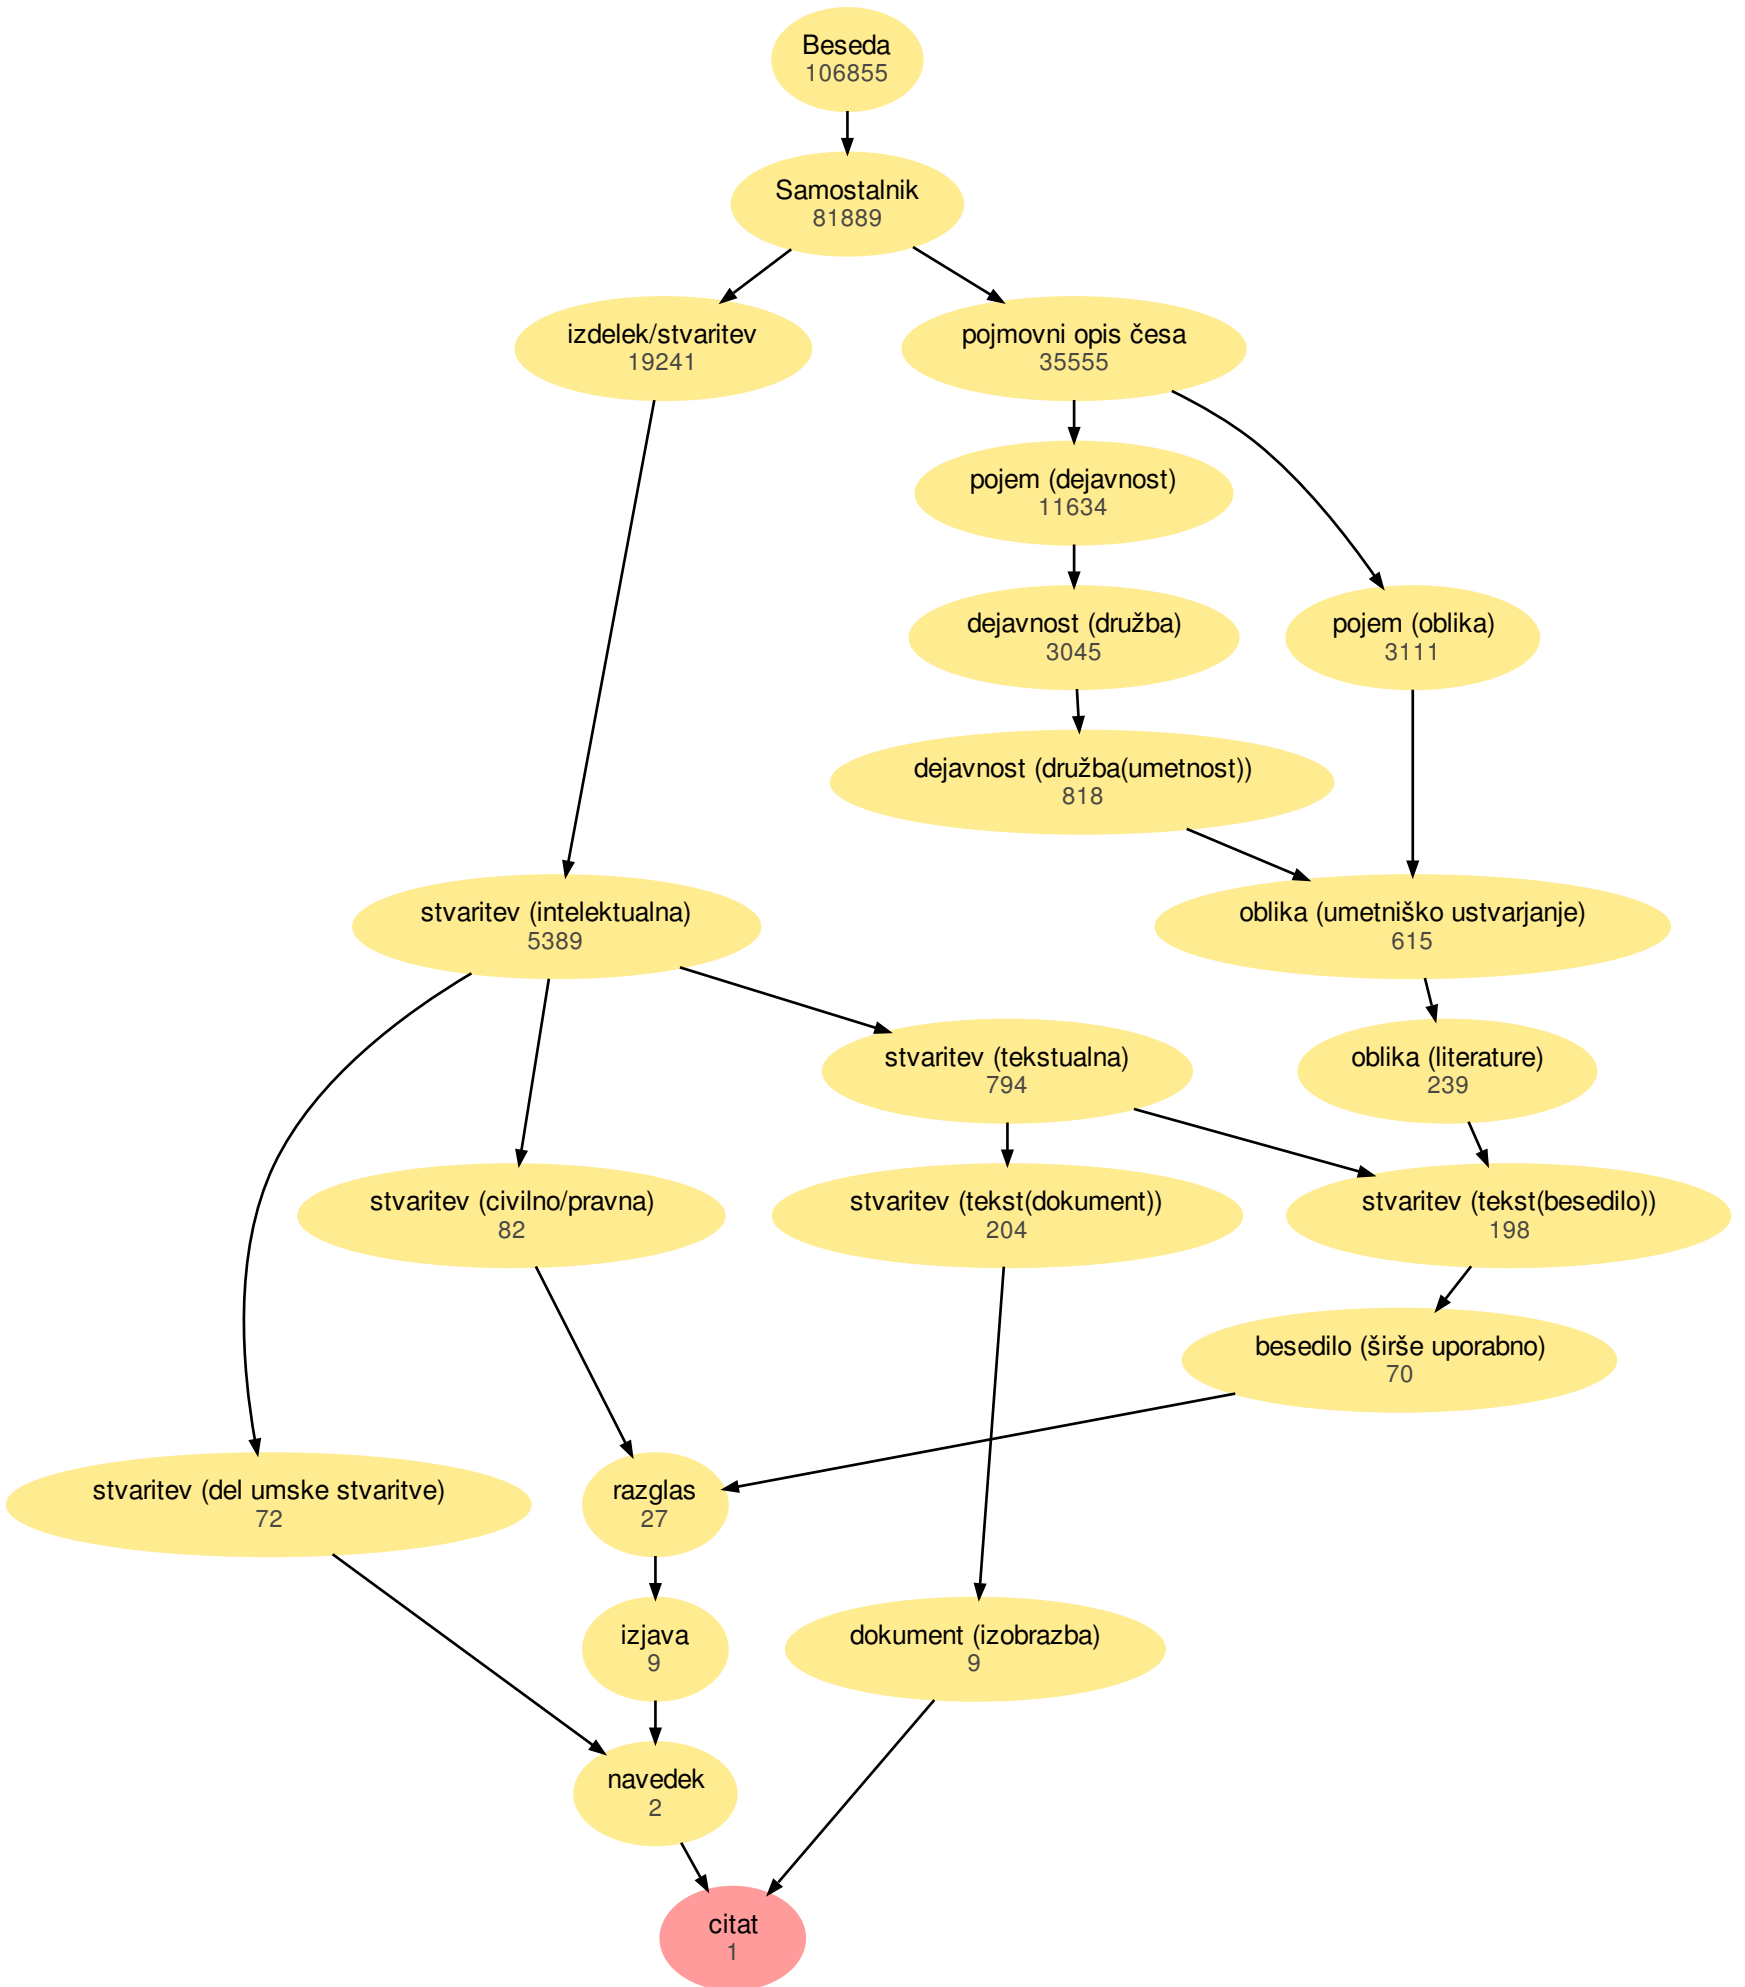 Beseda
106855
Samostalnik
81889
izdelek/stvaritev
19241
pojmovni opis česa
35555
pojem (dejavnost)
11634
dejavnost (družba)
3045
pojem (oblika)
3111
dejavnost (družba(umetnost))
818
stvaritev (intelektualna)
5389
oblika (umetniško ustvarjanje)
615
stvaritev (tekstualna)
794
oblika (literature)
239
stvaritev (civilno/pravna)
82
stvaritev (tekst(dokument))
204
stvaritev (tekst(besedilo))
198
besedilo (širše uporabno)
70
stvaritev (del umske stvaritve)
72
razglas
27
izjava
9
dokument (izobrazba)
9
navedek
2
citat
1